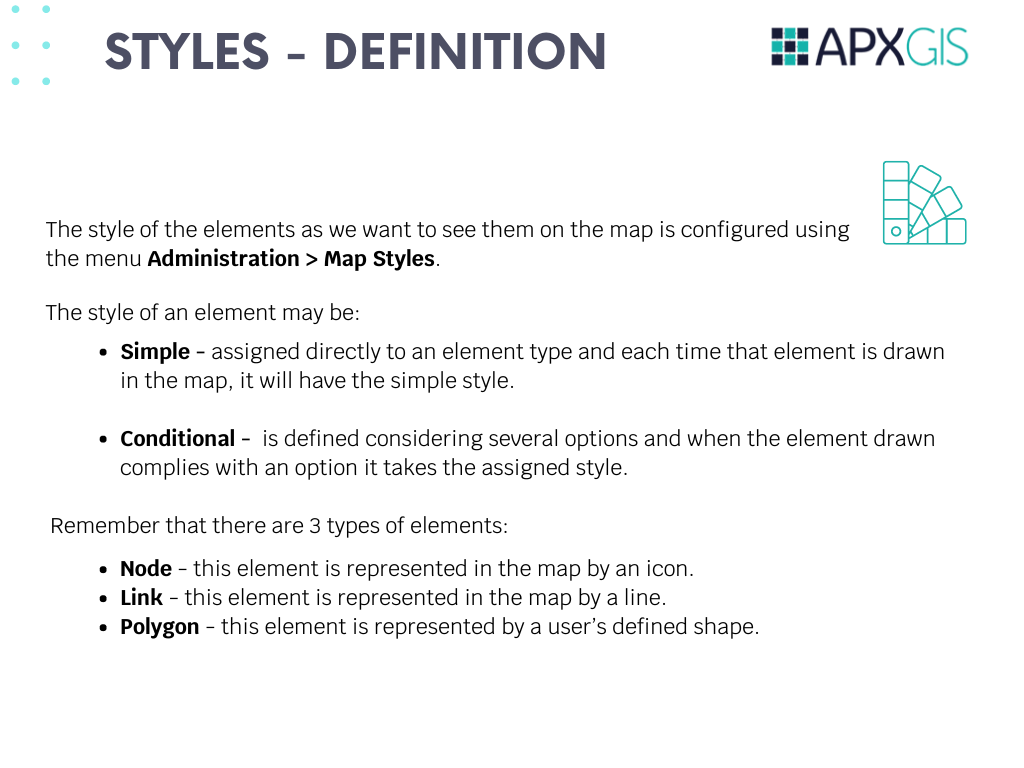 STYLES - DEFINITION
APXGIS
The style of the elements as we want to see them on the map is configured using
the menu Administration > Map Styles.
The style of an element may be:
• Simple - assigned directly to an element type and each time that element is drawn
in the map, it will have the simple style.
• Conditional -  is defined considering several options and when the element drawn
complies with an option it takes the assigned style.
Remember that there are 3 types of elements:
• Node - this element is represented in the map by an icon.
• Link - this element is represented in the map by a line.
• Polygon - this element is represented by a user’s defined shape.